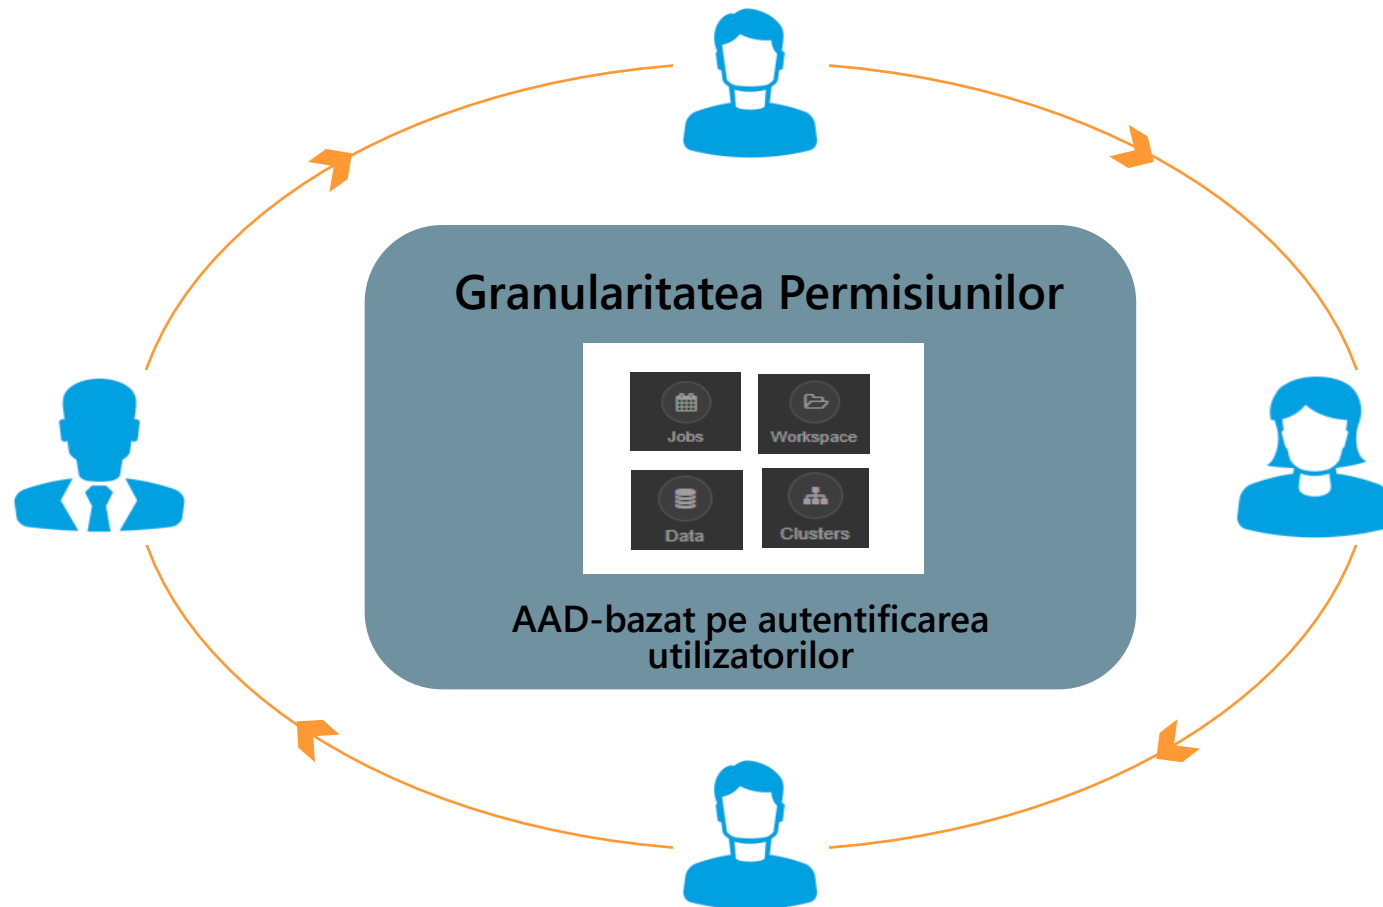 Granularitatea Permisiunilor
Jobs
Workspace
Data
Clusters
AAD-bazat pe autentificarea
utilizatorilor